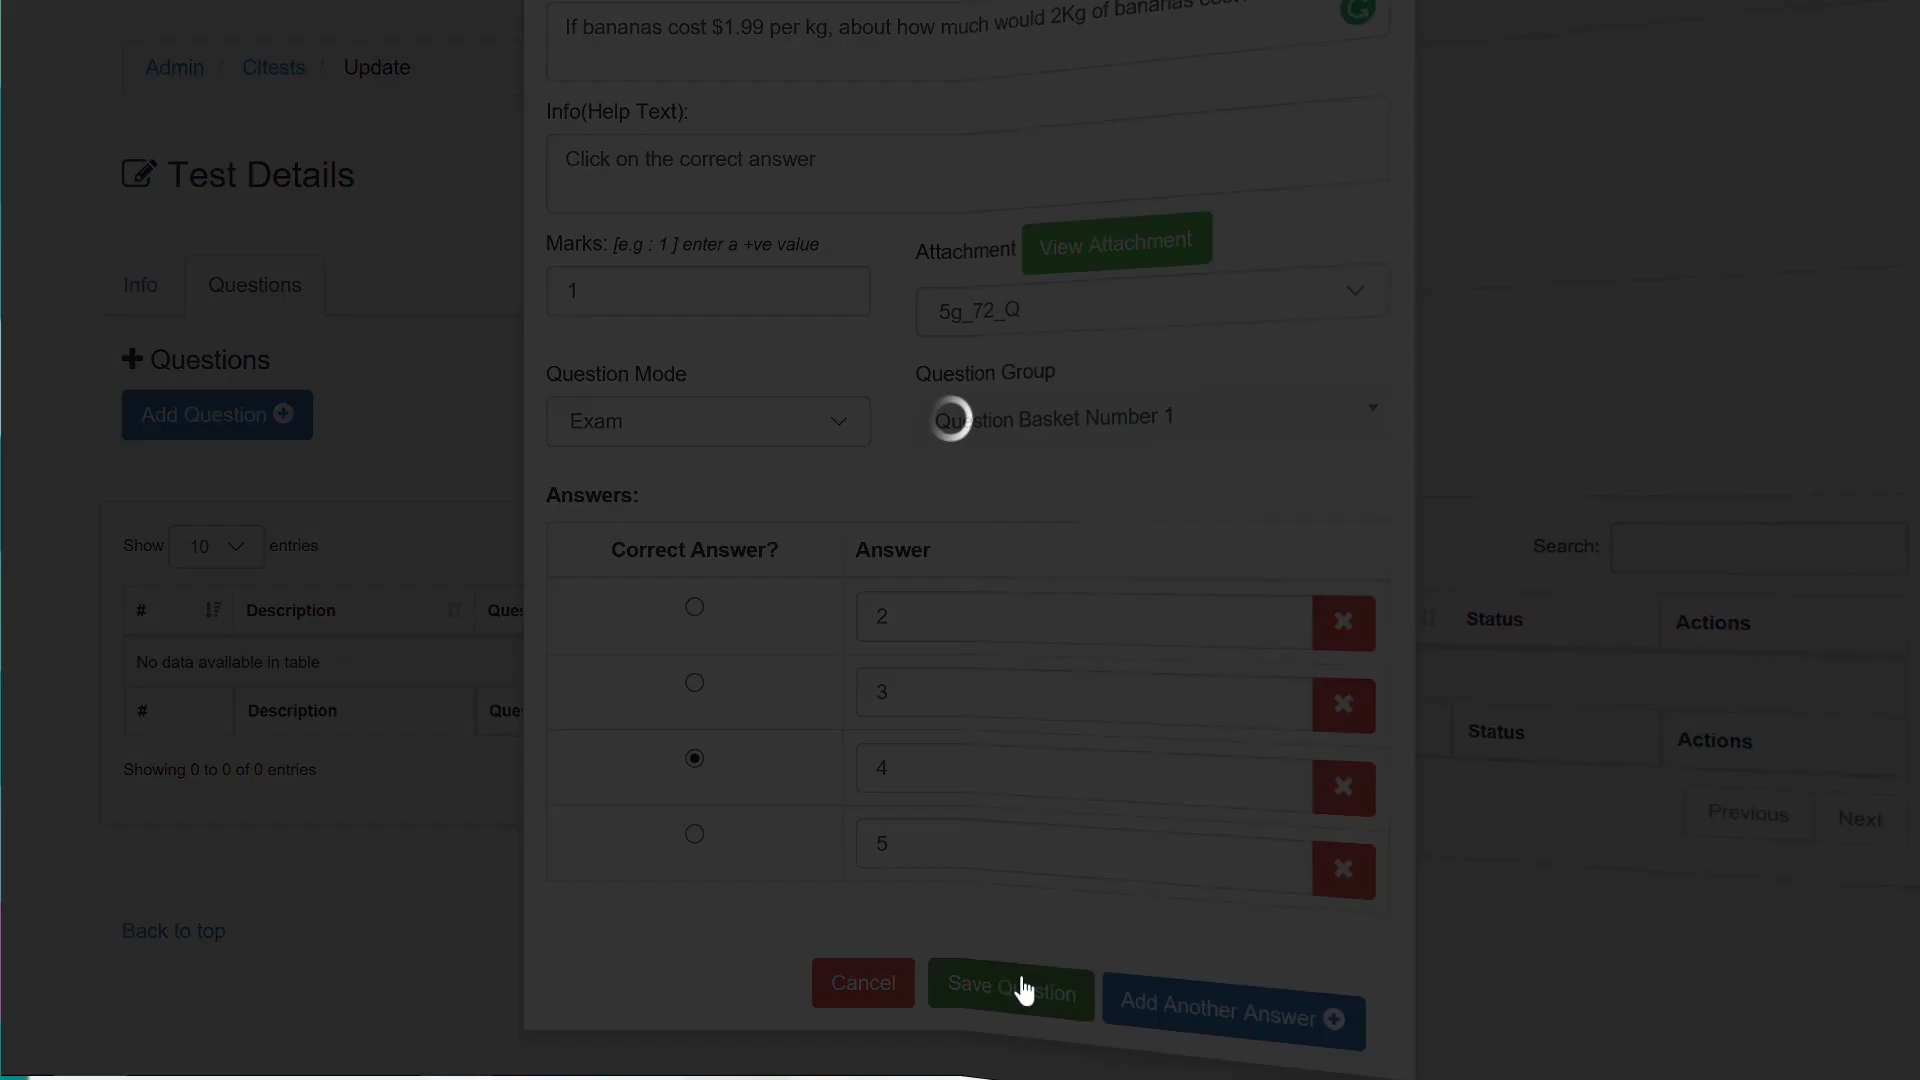 If bananas cost $1.99 per kg, about how much would 2Kg of bananas
Admin / Cltests / Update
Info(Help Text):
Click on the correct answer
Test Details
Marks: [e.g : 1 ] enter a +ve value
Attachment View Attachment
1
5g_72_Q
Info Questions
Questions
Question Mode
Question Group
Add Question
Exam
Question Basket Number 1
Answers:
Show 10 entries
Search:
Correct Answer? Answer
# Description Ques
Status Actions
2
No data available in table
3
# Description Ques
Status Actions
4
Showing 0 to 0 of 0 entries
Previous Next
5
Back to top
Cancel Save Question Add Another Answer